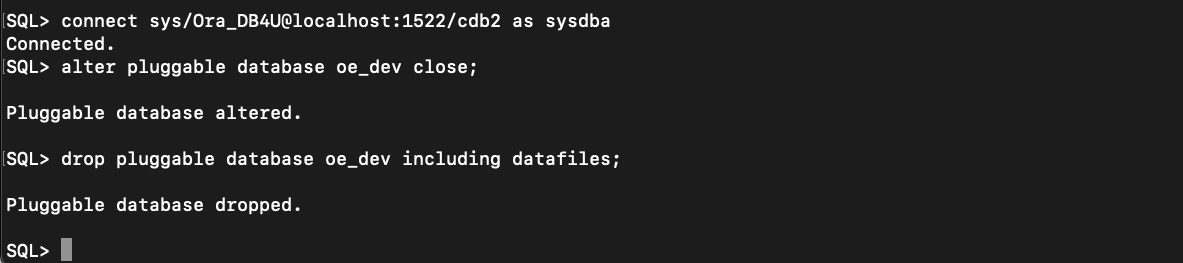 SQL> connect sys/Ora_DB4U@localhost:1522/cdb2 as sysdba
Connected.
SQL> alter pluggable database oe_dev close;
Pluggable database altered.
SQL> drop pluggable database oe_dev including datafiles;
Pluggable database dropped.
SQL>